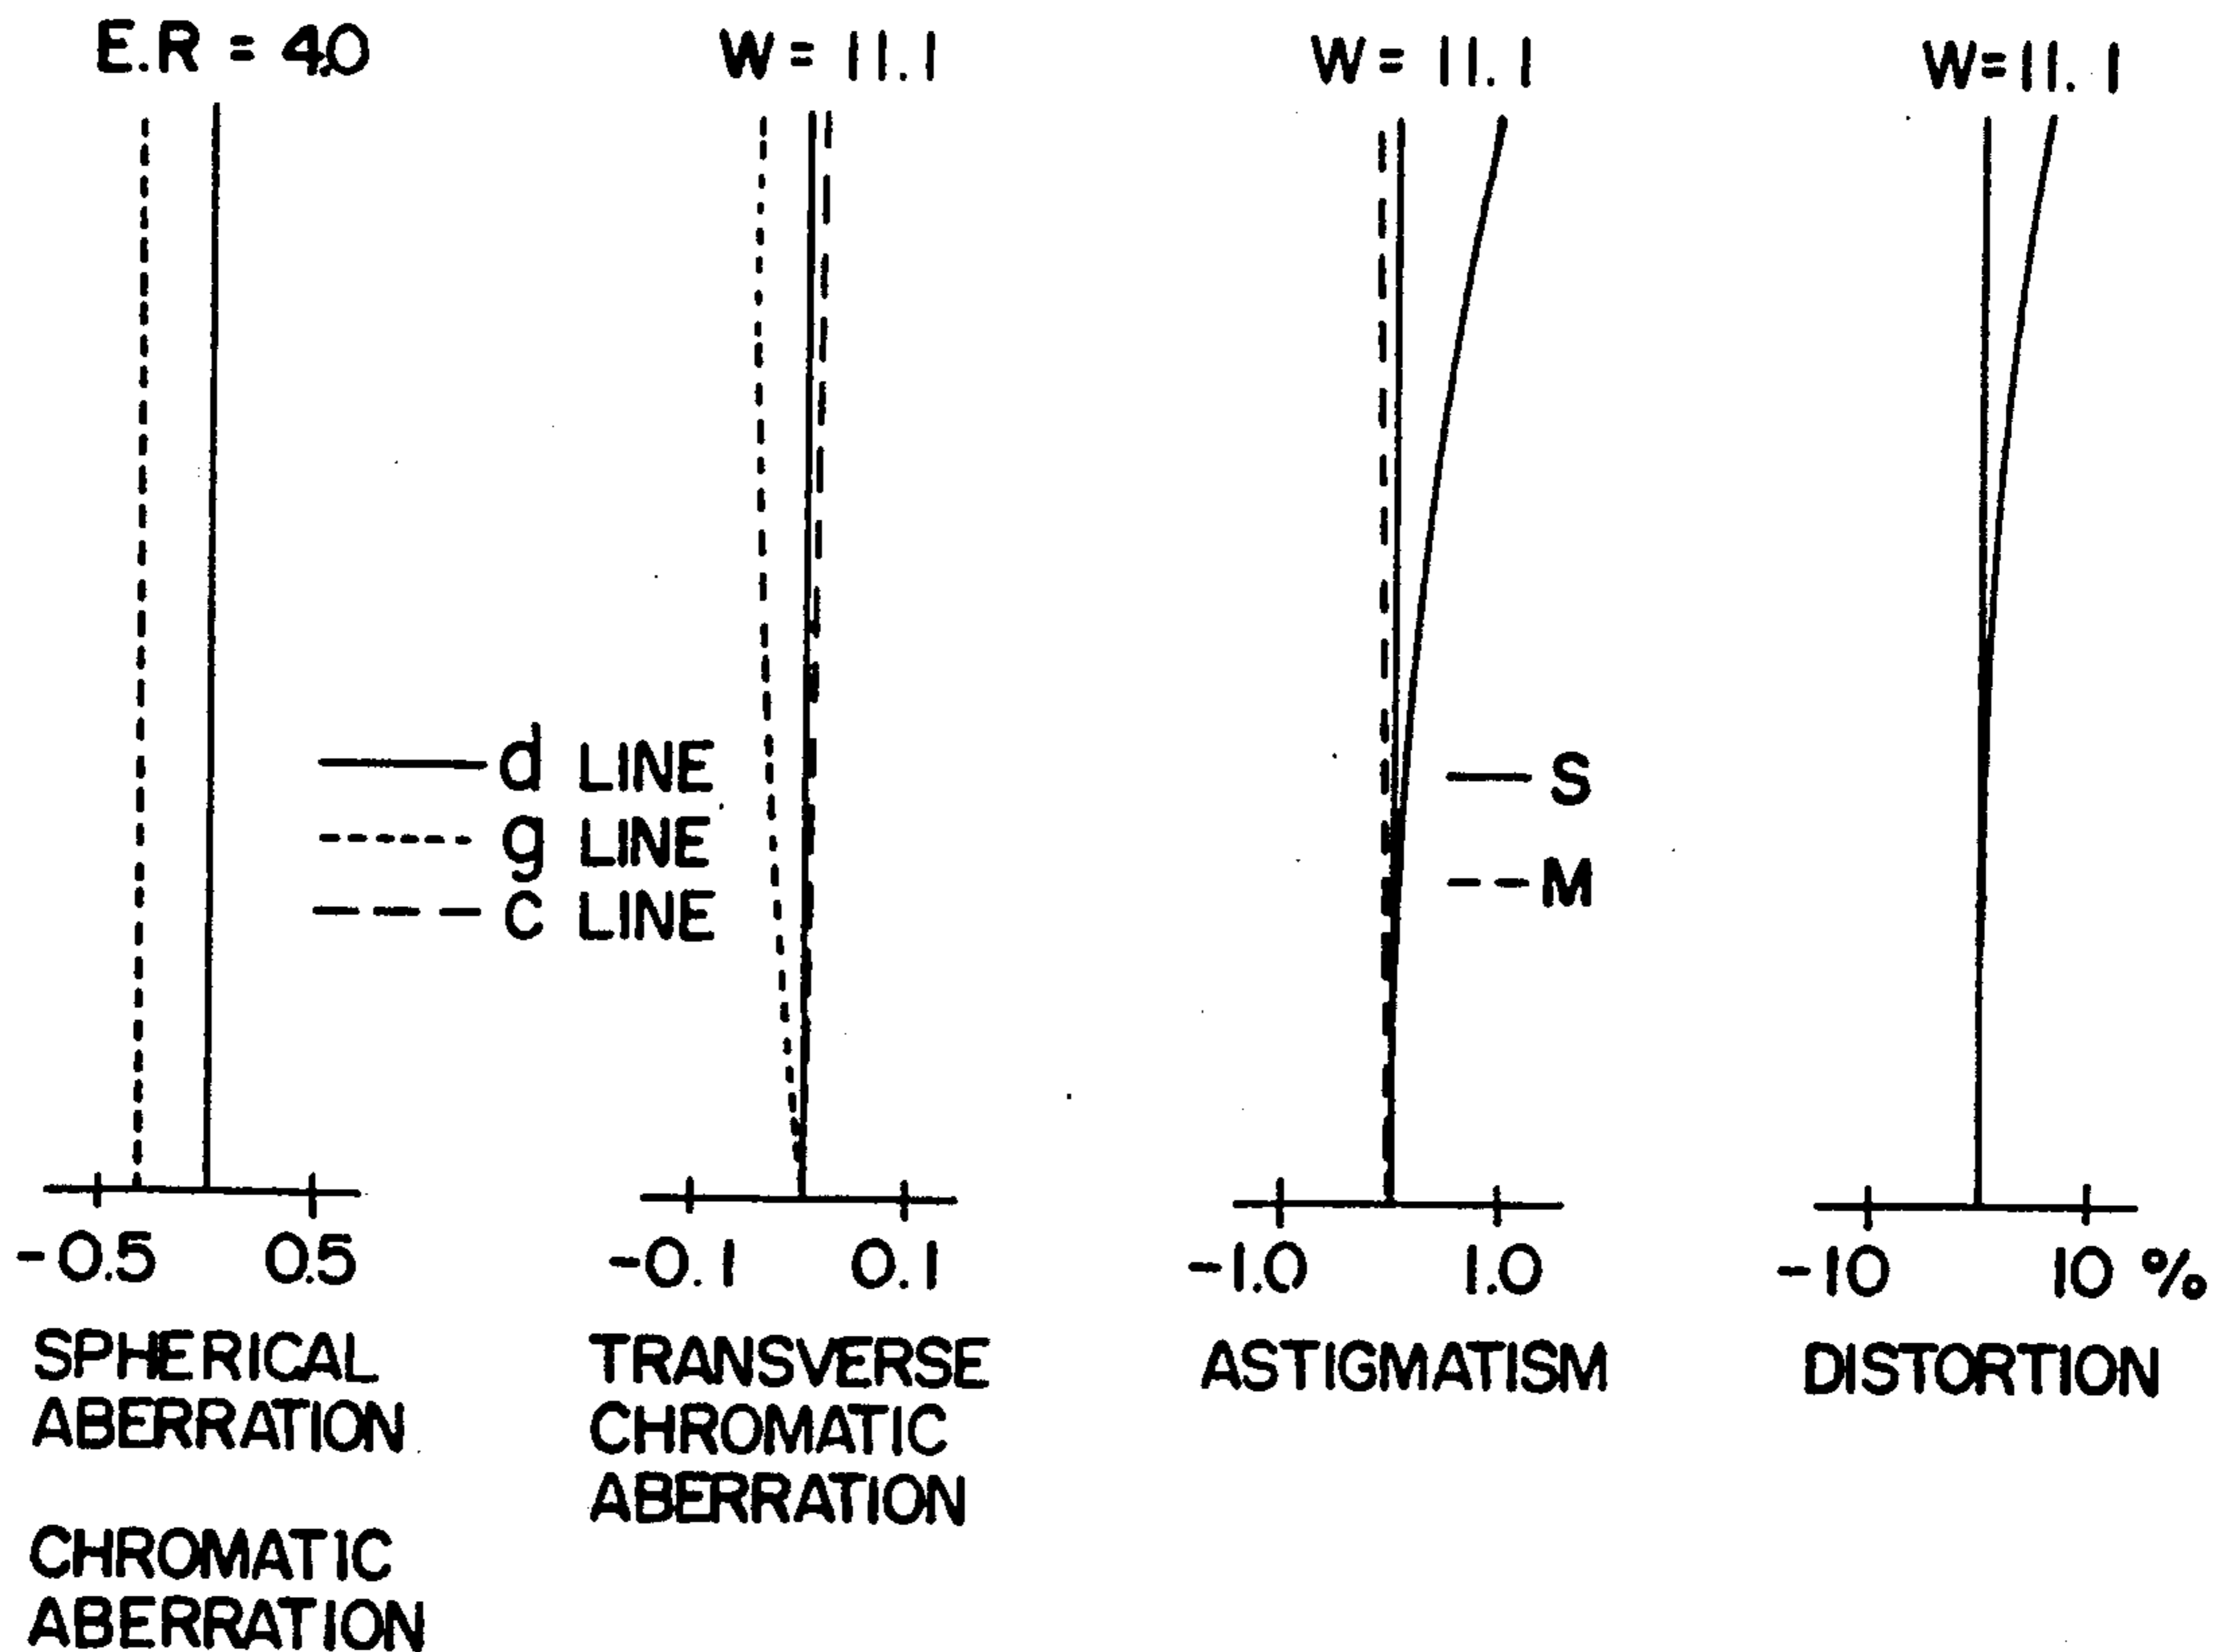 E.R = 4.0
W = 11.1
W = 11.1
W = 11.1
d LINE
g LINE
c LINE
S
M
-0.5 0.5
-0.1 0.1
-1.0 1.0
-10 10 %
SPHERICAL
ABERRATION
CHROMATIC
ABERRATION
TRANSVERSE
CHROMATIC
ABERRATION
ASTIGMATISM
DISTORTION